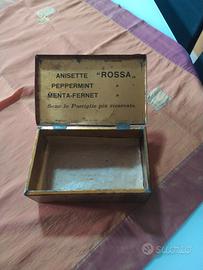 ANISETTE "ROSSA„
PEPPERMINT "
MENTA-FERNET "
Sono le Pastiglie più ricercate
subito